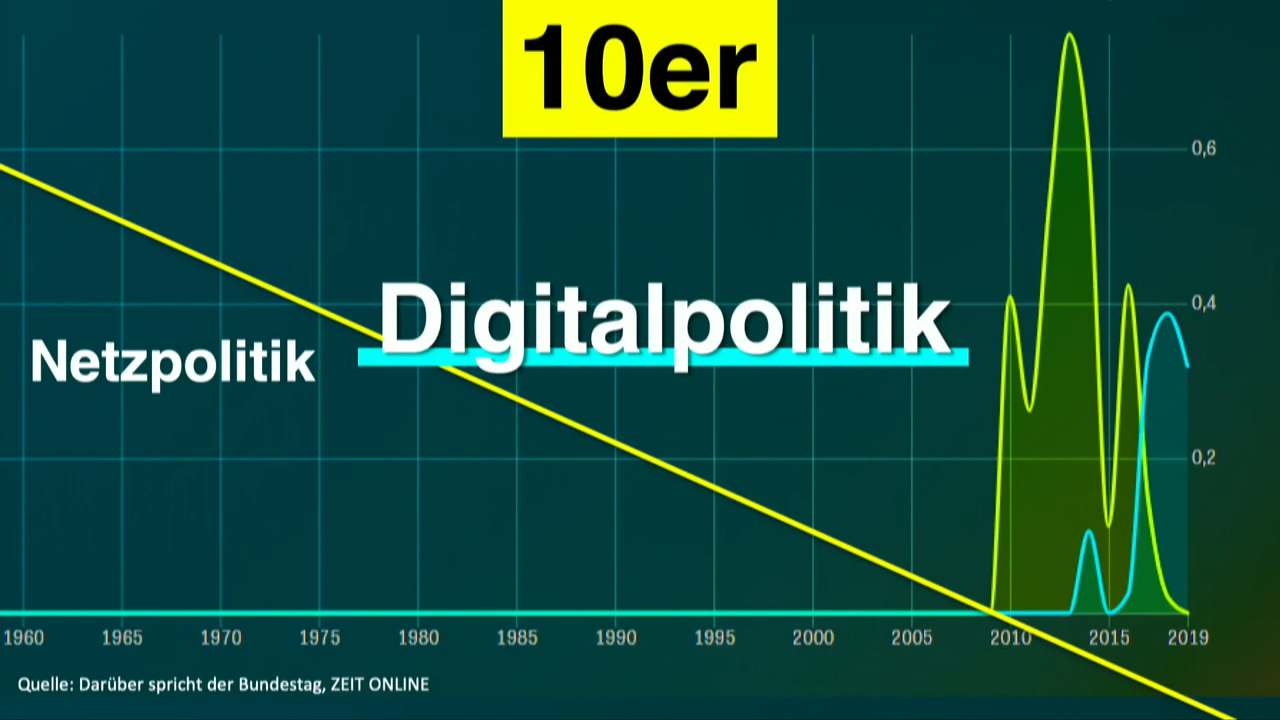 10er
0,6
Digitalpolitik
0,4
Netzpolitik
0,2
1960 1965 1970 1975 1980 1985 1990 1995 2000 2005 2010 2015 2019
Quelle: Darüber spricht der Bundestag, ZEIT ONLINE